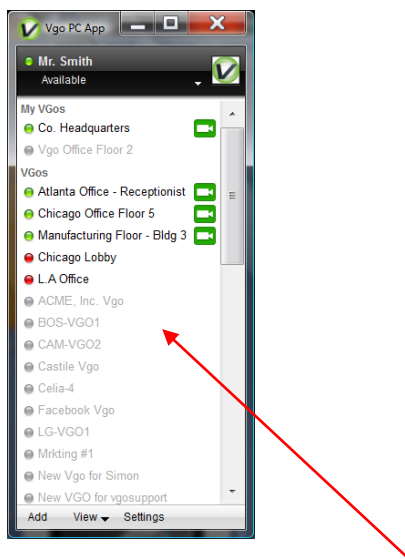 Vgo PC App
Mr. Smith
Available
My VGos
Co. Headquarters
Vgo Office Floor 2
VGos
Atlanta Office - Receptionist
Chicago Office Floor 5
Manufacturing Floor - Bldg 3
Chicago Lobby
L.A Office
ACME, Inc. Vgo
BOS-VGO1
CAM-VGO2
Castile Vgo
Celia-4
Facebook Vgo
LG-VGO1
Mrkting #1
New Vgo for Simon
New VGO for vgosupport
Add View Settings